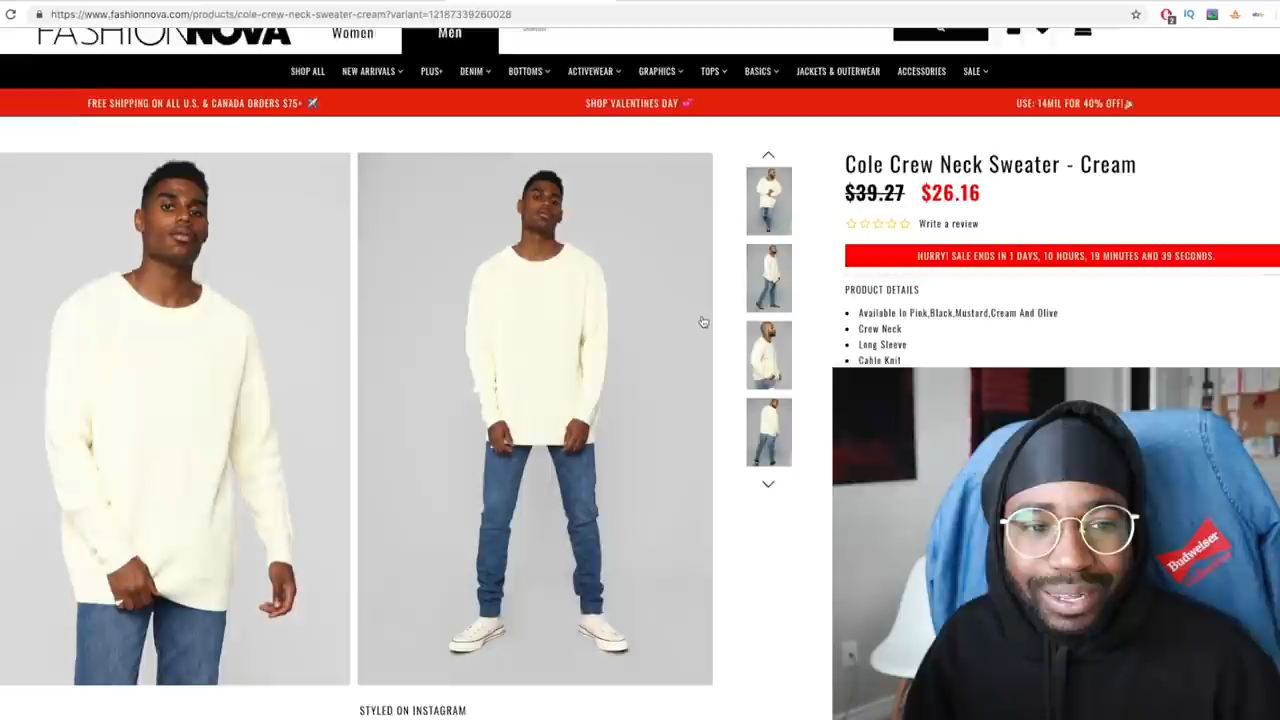 https://www.fashionnova.com/products/cole-crew-neck-sweater-cream?variant=12187339260028
FASHIONNOVA
Women
Men
SHOP ALL
NEW ARRIVALS
PLUS+
DENIM
BOTTOMS
ACTIVEWEAR
GRAPHICS
TOPS
BASICS
JACKETS & OUTERWEAR
ACCESSORIES
SALE
FREE SHIPPING ON ALL U.S. & CANADA ORDERS $75+
SHOP VALENTINES DAY
USE: 14MIL FOR 40% OFF!
Cole Crew Neck Sweater - Cream
$39.27 $26.16
Write a review
HURRY! SALE ENDS IN 1 DAYS, 10 HOURS, 19 MINUTES AND 39 SECONDS.
PRODUCT DETAILS
Available In Pink,Black,Mustard,Cream And Olive
Crew Neck
Long Sleeve
Cable Knit
Budweiser
STYLED ON INSTAGRAM